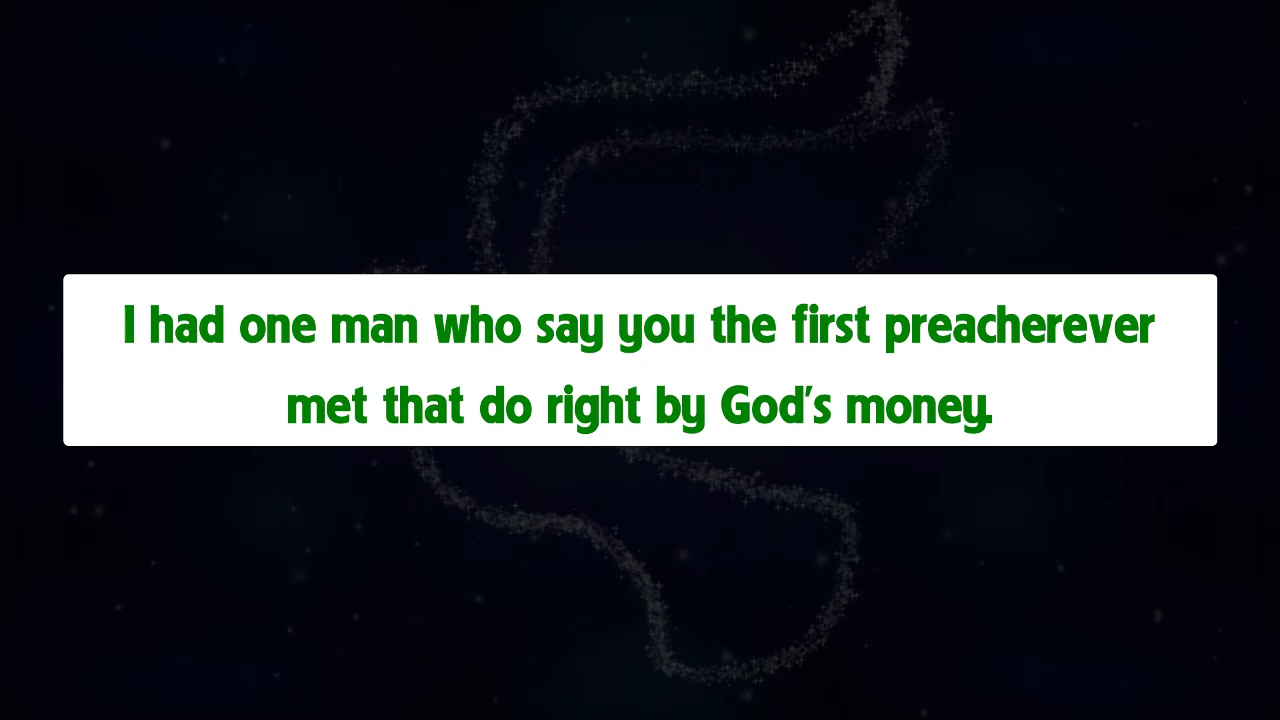 I had one man who say you the first preacherever
met that do right by God's money.